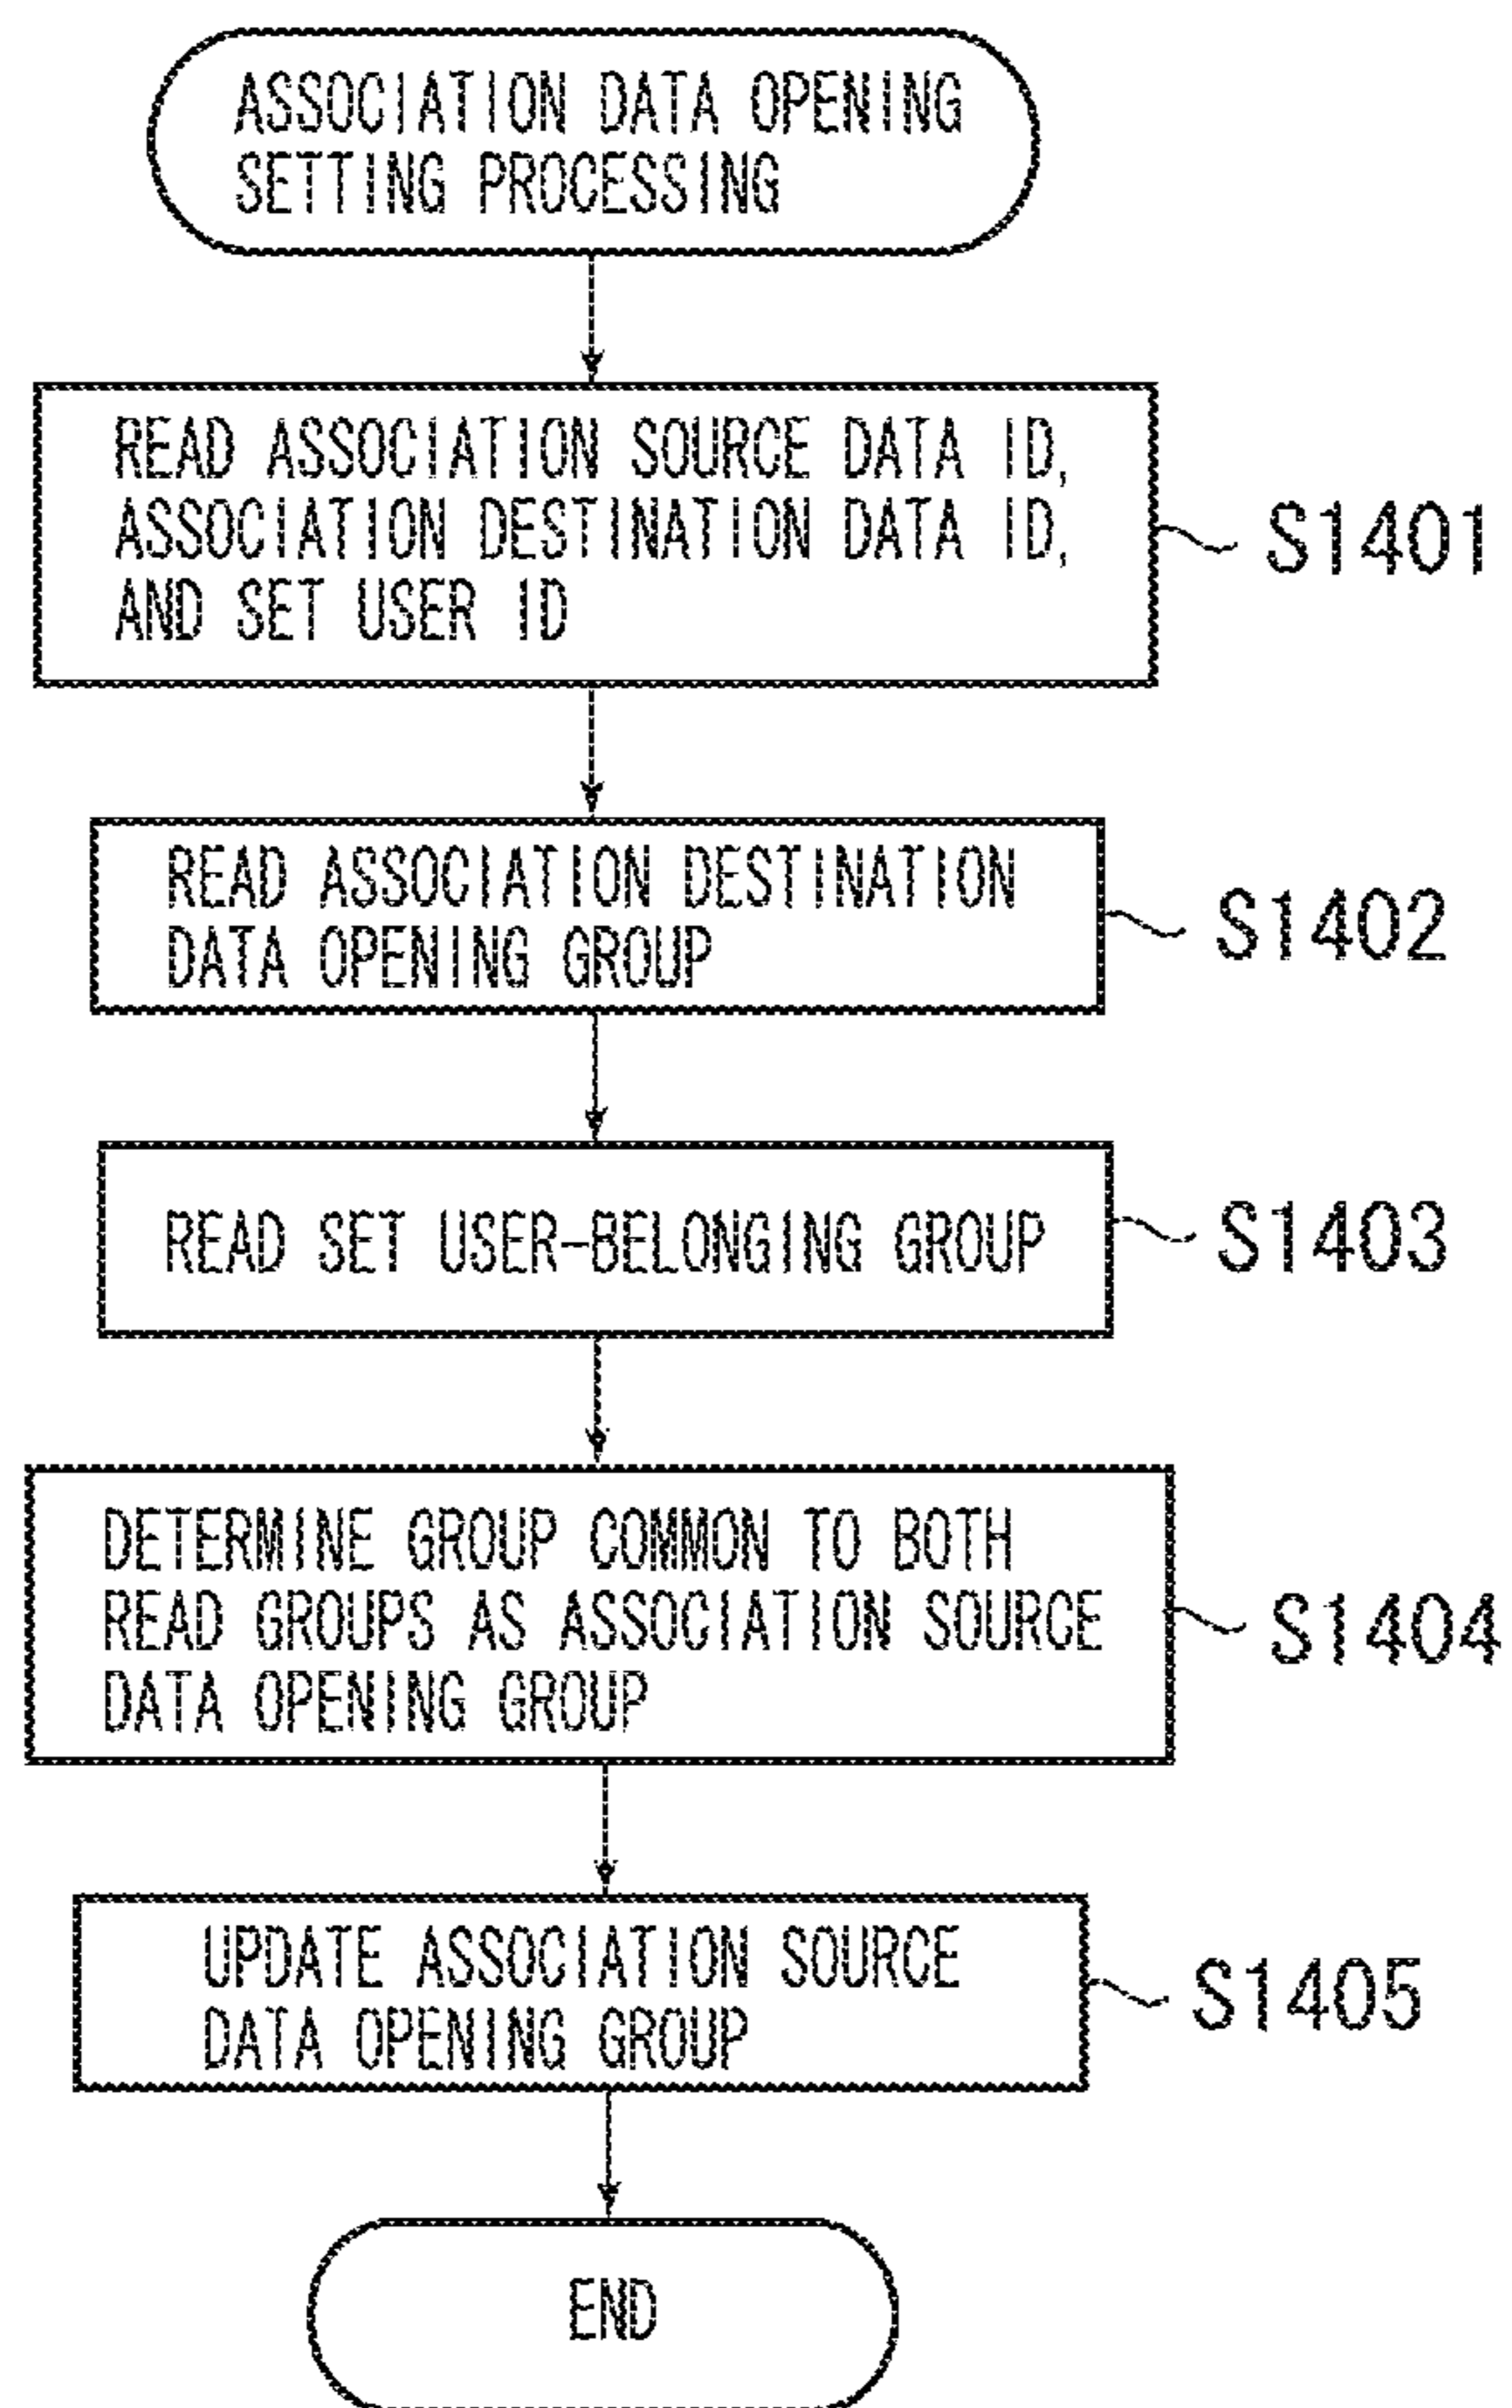 ASSOCIATION DATA OPENING
SETTING PROCESSING
READ ASSOCIATION SOURCE DATA ID,
ASSOCIATION DESTINATION DATA ID,
AND SET USER ID
S1401
READ ASSOCIATION DESTINATION
DATA OPENING GROUP
S1402
READ SET USER-BELONGING GROUP
S1403
DETERMINE GROUP COMMON TO BOTH
READ GROUPS AS ASSOCIATION SOURCE
DATA OPENING GROUP
S1404
UPDATE ASSOCIATION SOURCE
DATA OPENING GROUP
S1405
END